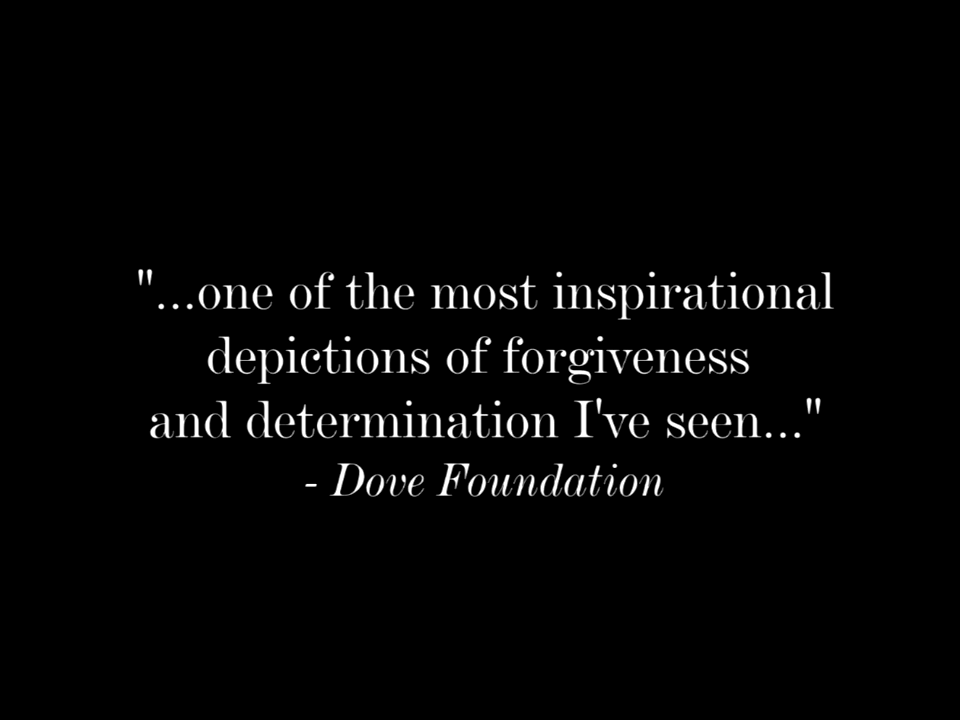 "...one of the most inspirational
depictions of forgiveness
and determination I've seen..."
- Dove Foundation